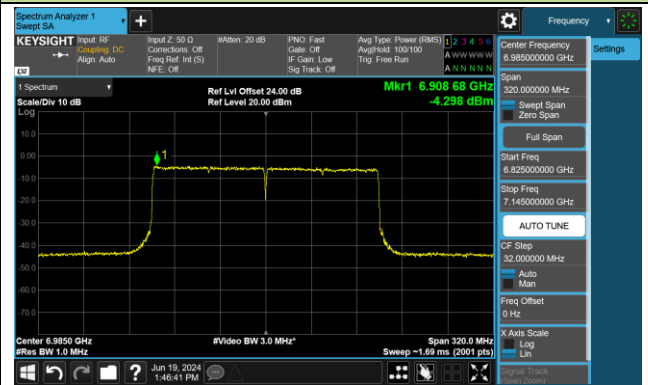 Spectrum Analyzer 1
Swept SA
Frequency
KEYSIGHT
Input: RF
Coupling: DC
Align: Auto
Input Z: 50 Ω
Corrections: Off
Freq Ref: Int (S)
NFE: Off
#Atten: 20 dB
PNO: Fast
Gate: Off
IF Gain: Low
Sig Track: Off
Avg Type: Power (RMS)
Avg|Hold: 100/100
Trig: Free Run
1 2 3 4 5 6
A W W W W W
A N N N N N
LXI
1 Spectrum
Scale/Div 10 dB
Log
Ref Lvl Offset 24.00 dB
Ref Level 20.00 dBm
Mkr1 6.908 68 GHz
-4.298 dBm
10.0
0.00
-10.0
-20.0
-30.0
-40.0
-50.0
-60.0
-70.0
1
Center 6.9850 GHz
#Res BW 1.0 MHz
#Video BW 3.0 MHz*
Span 320.0 MHz
Sweep ~1.69 ms (2001 pts)
Jun 19, 2024
1:46:41 PM
?
Center Frequency
6.985000000 GHz
Settings
Span
320.000000 MHz
Swept Span
Zero Span
Full Span
Start Freq
6.825000000 GHz
Stop Freq
7.145000000 GHz
AUTO TUNE
CF Step
32.000000 MHz
Auto
Man
Freq Offset
0 Hz
X Axis Scale
Log
Lin
Signal Track
(Span Zoom)